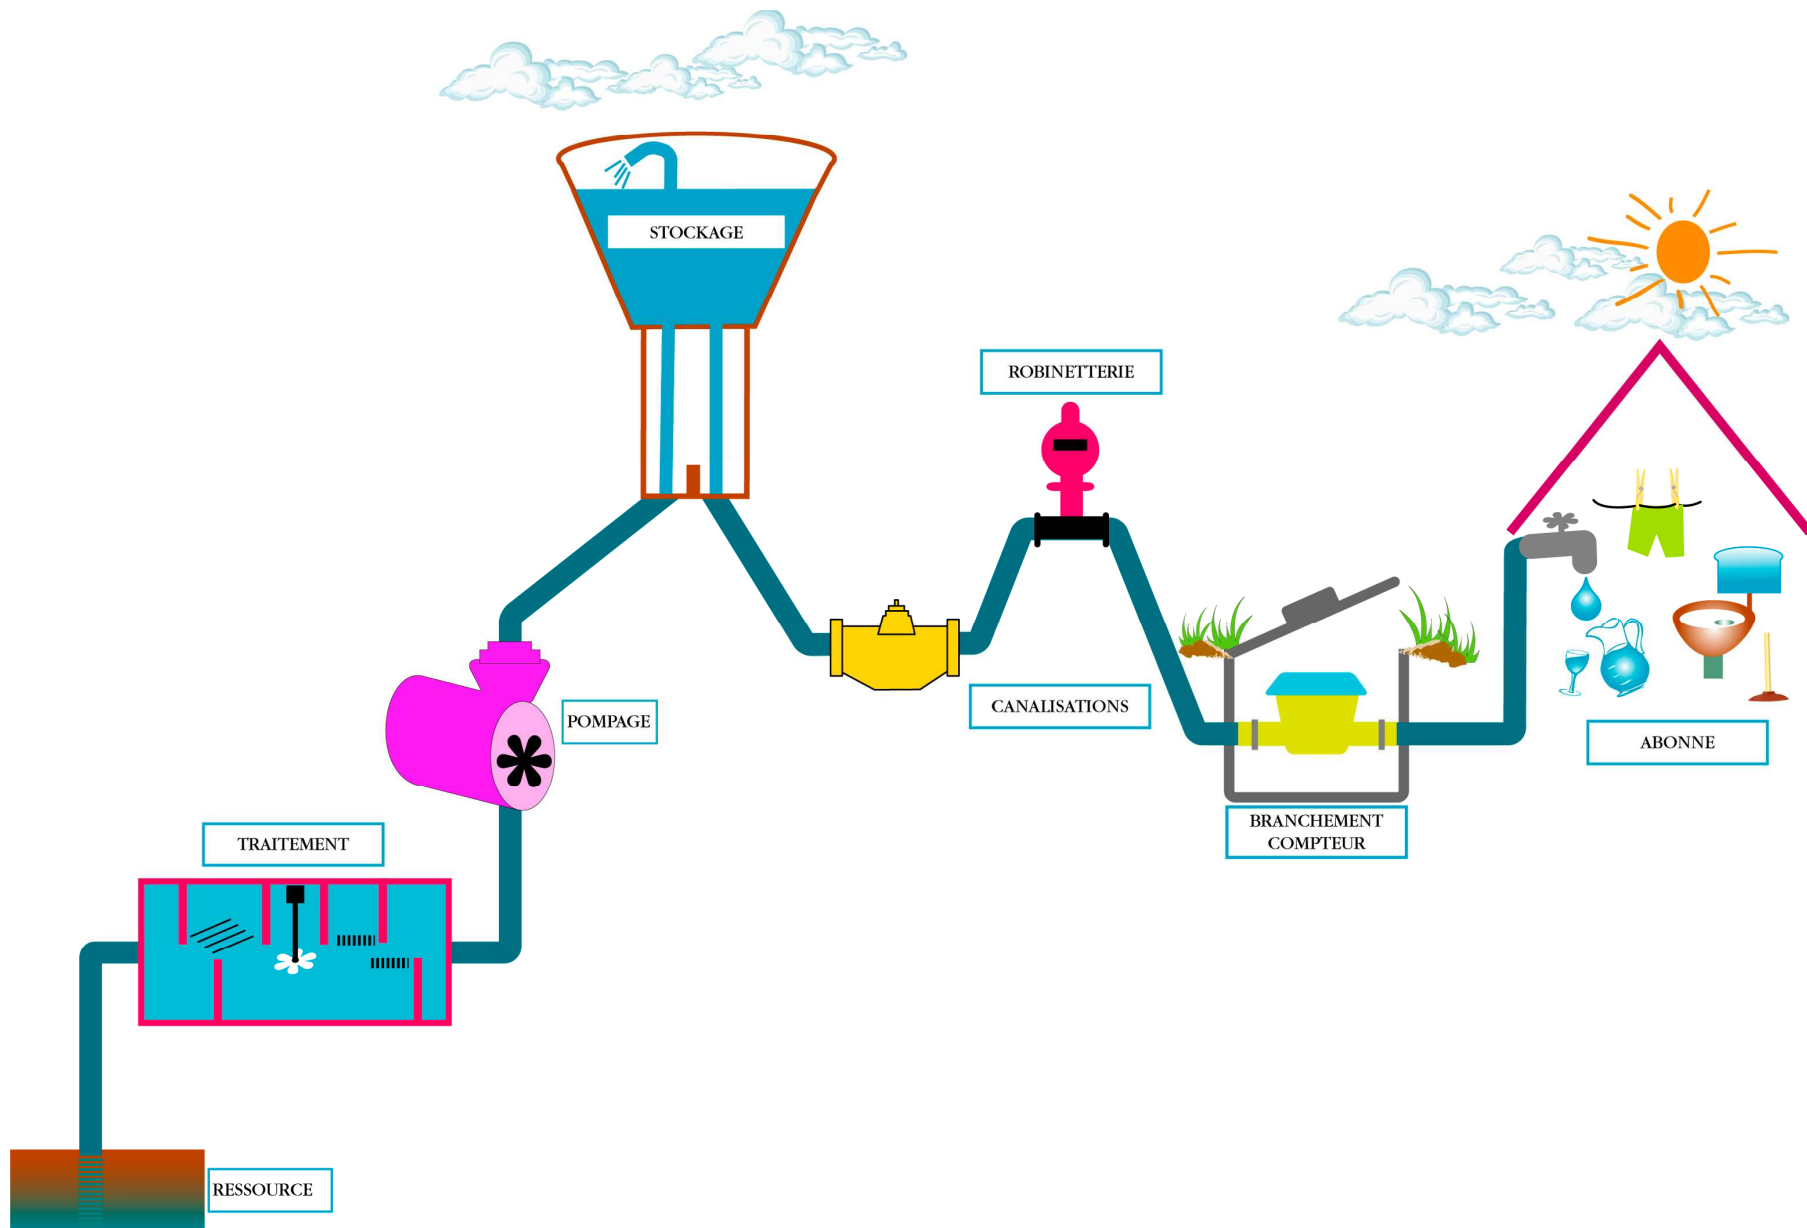 STOCKAGE
ROBINETTERIE
CANALISATIONS
POMPAGE
ABONNE
BRANCHEMENT
COMPTEUR
TRAITEMENT
RESSOURCE